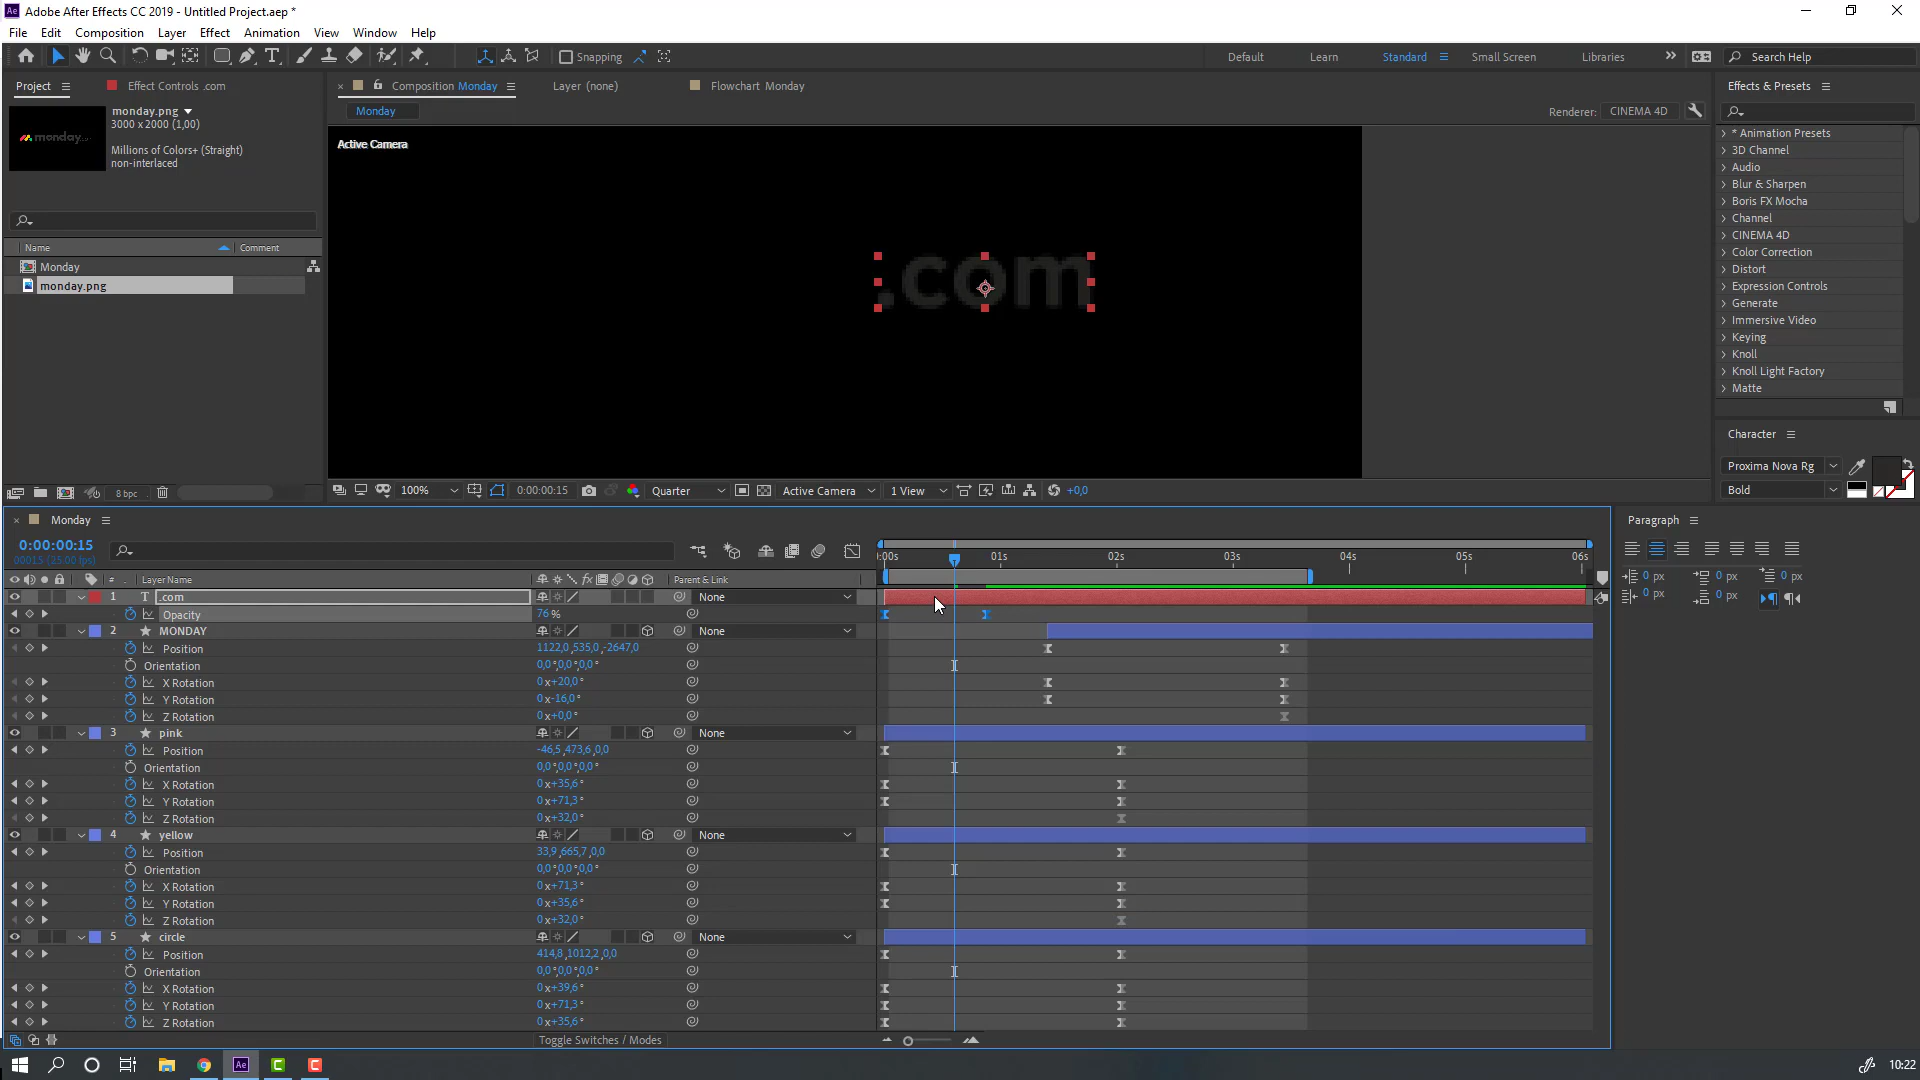 Ae Adobe After Effects CC 2019 - Untitled Project.aep *
File Edit Composition Layer Effect Animation View Window Help
Snapping Default Learn Standard Small Screen Libraries Search Help
Project Effect Controls .com
Composition Monday Layer (none) Flowchart Monday
Effects & Presets
monday.png
3000 x 2000 (1,00)
Millions of Colors+ (Straight)
non-interlaced
Monday
Renderer: CINEMA 4D
Active Camera
.com
Name Comment
Monday
monday.png
* Animation Presets
3D Channel
Audio
Blur & Sharpen
Boris FX Mocha
Channel
CINEMA 4D
Color Correction
Distort
Expression Controls
Generate
Immersive Video
Keying
Knoll
Knoll Light Factory
Matte
Character
Proxima Nova Rg
Bold
8 bpc
100% 0:00:00:15 Quarter Active Camera 1 View +0,0
Monday
0:00:00:15
00015 (25.00 fps)
:00s 01s 02s 03s 04s 05s 06s
# Layer Name fx Parent & Link
1 T .com None
Opacity 76 %
2 MONDAY None
Position 1122,0,535,0,-2647,0
Orientation 0,0°,0,0°,0,0°
X Rotation 0x+20,0°
Y Rotation 0x-16,0°
Z Rotation 0x+0,0°
3 pink None
Position -46,5,473,6,0,0
Orientation 0,0°,0,0°,0,0°
X Rotation 0x+35,6°
Y Rotation 0x+71,3°
Z Rotation 0x+32,0°
4 yellow None
Position 33,9,665,7,0,0
Orientation 0,0°,0,0°,0,0°
X Rotation 0x+71,3°
Y Rotation 0x+35,6°
Z Rotation 0x+32,0°
5 circle None
Position 414,8,1012,2,0,0
Orientation 0,0°,0,0°,0,0°
X Rotation 0x+39,6°
Y Rotation 0x+71,3°
Z Rotation 0x+35,6°
Toggle Switches / Modes
Paragraph
0 px 0 px 0 px
0 px 0 px
Ae 10:22